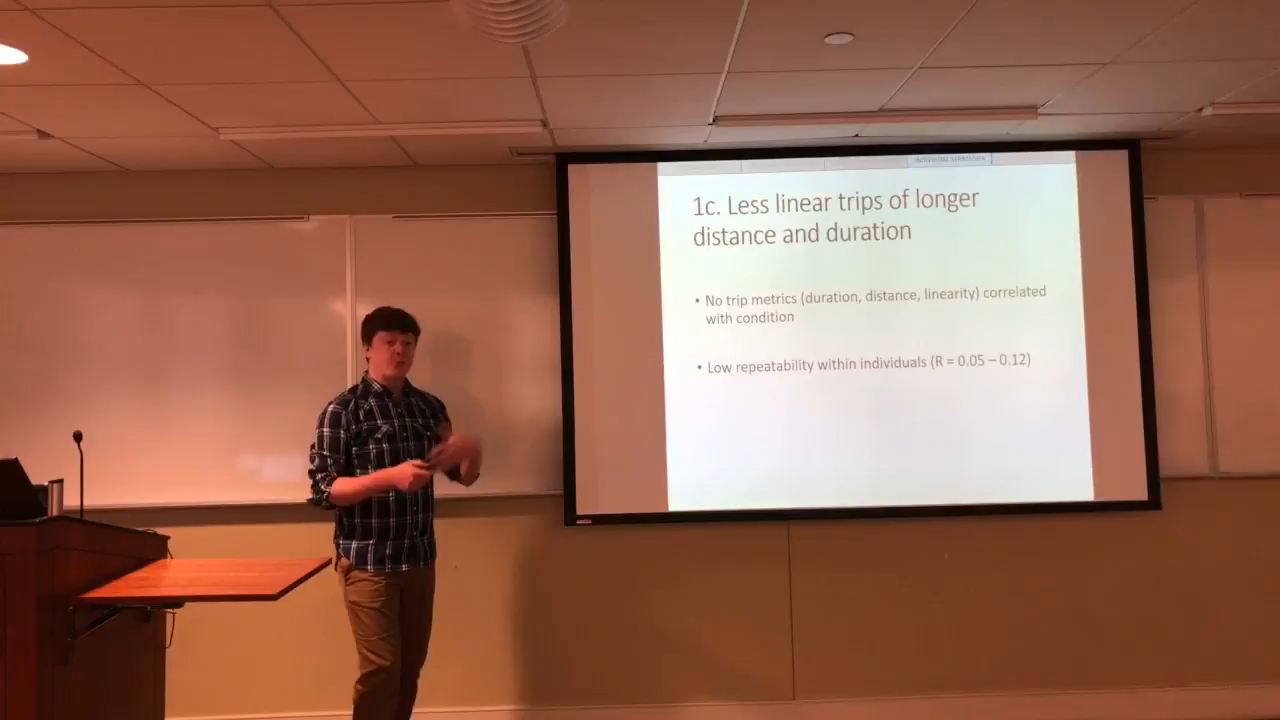 1c. Less linear trips of longer
distance and duration
• No trip metrics (duration, distance, linearity) correlated
with condition
• Low repeatability within individuals (R = 0.05 – 0.12)